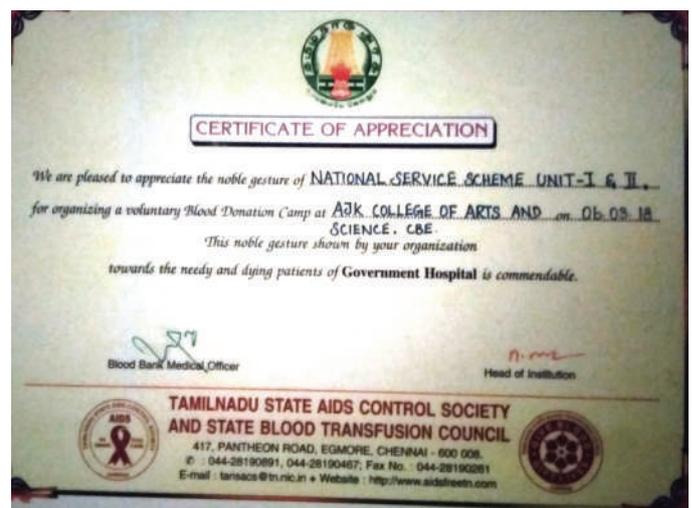 CERTIFICATE OF APPRECIATION
We are pleased to appreciate the noble gesture of NATIONAL SERVICE SCHEME UNIT-I & II.
for organizing a voluntary Blood Donation Camp at AJK COLLEGE OF ARTS AND on 06.03.18
SCIENCE. CBE.
This noble gesture shown by your organization
towards the needy and dying patients of Government Hospital is commendable.
Blood Bank Medical Officer
Head of Institution
AIDS
TAMILNADU STATE AIDS CONTROL SOCIETY
AND STATE BLOOD TRANSFUSION COUNCIL
417, PANTHEON ROAD, EGMORE, CHENNAI - 600 008.
✆ : 044-28190891, 044-28190467; Fax No. : 044-28190261
E-mail : tansacs@tn.nic.in + Website : http://www.aidsfreetn.com